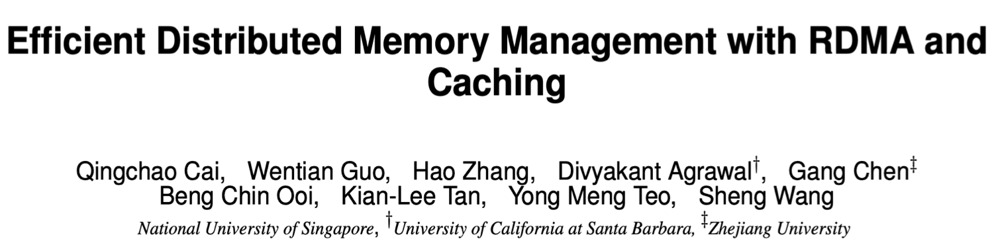 Efficient Distributed Memory Management with RDMA and
Caching
Qingchao Cai, Wentian Guo, Hao Zhang, Divyakant Agrawal†, Gang Chen‡
Beng Chin Ooi, Kian-Lee Tan, Yong Meng Teo, Sheng Wang
National University of Singapore, †University of California at Santa Barbara, ‡Zhejiang University